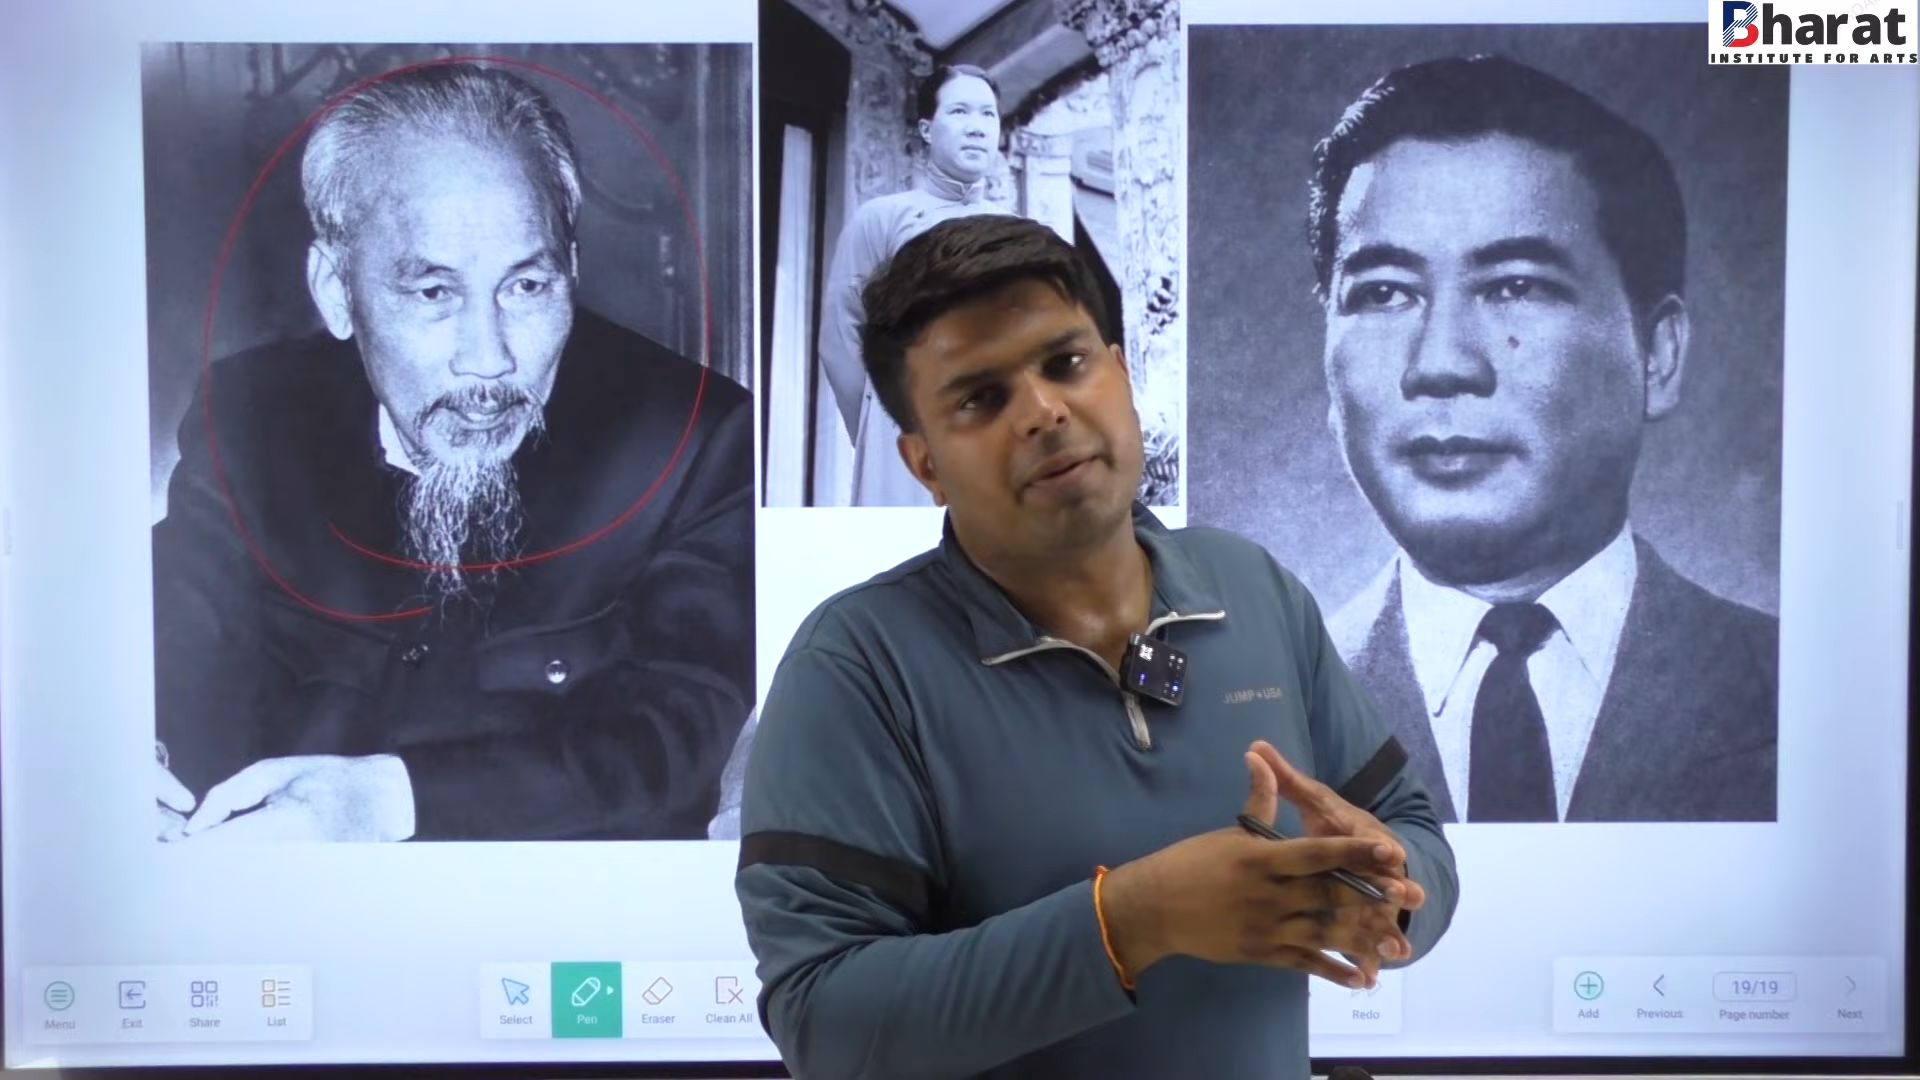 Bharat
INSTITUTE FOR ARTS
JUMP USA
Menu
Exit
Share
List
Select
Pen
Eraser
Clean All
Redo
Add
Previous
19/19
Page number
Next